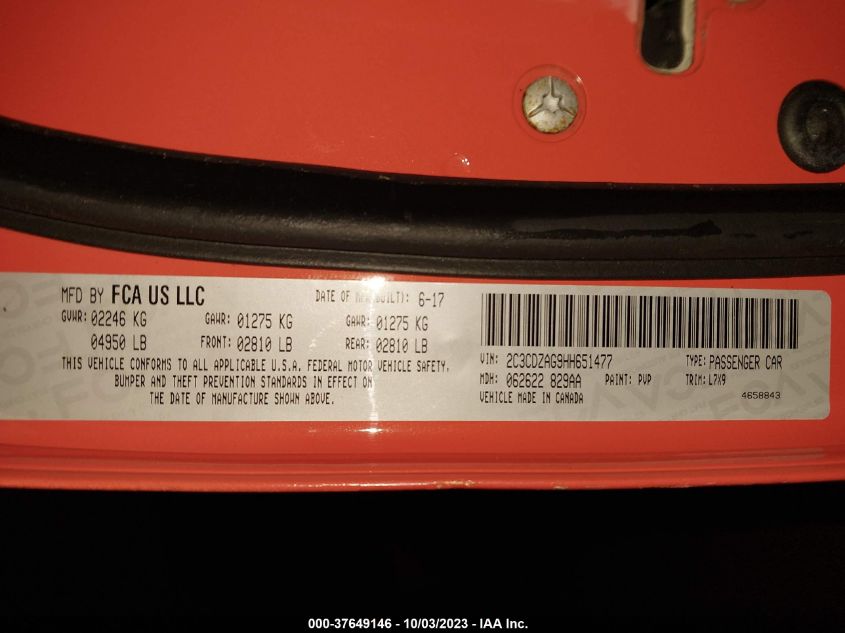 MFD BY FCA US LLC
DATE OF MFR(BUILT): 6-17
GVWR: 02246 KG GAWR: 01275 KG GAWR: 01275 KG
04950 LB FRONT: 02810 LB REAR: 02810 LB
THIS VEHICLE CONFORMS TO ALL APPLICABLE U.S.A. FEDERAL MOTOR VEHICLE SAFETY,
BUMPER AND THEFT PREVENTION STANDARDS IN EFFECT ON
THE DATE OF MANUFACTURE SHOWN ABOVE.
VIN: 2C3CDZAG9HH651477 TYPE: PASSENGER CAR
MDH: 062622 829AA PAINT: PVP TRIM: L7X9
VEHICLE MADE IN CANADA 4658843
000-37649146 - 10/03/2023 - IAA Inc.